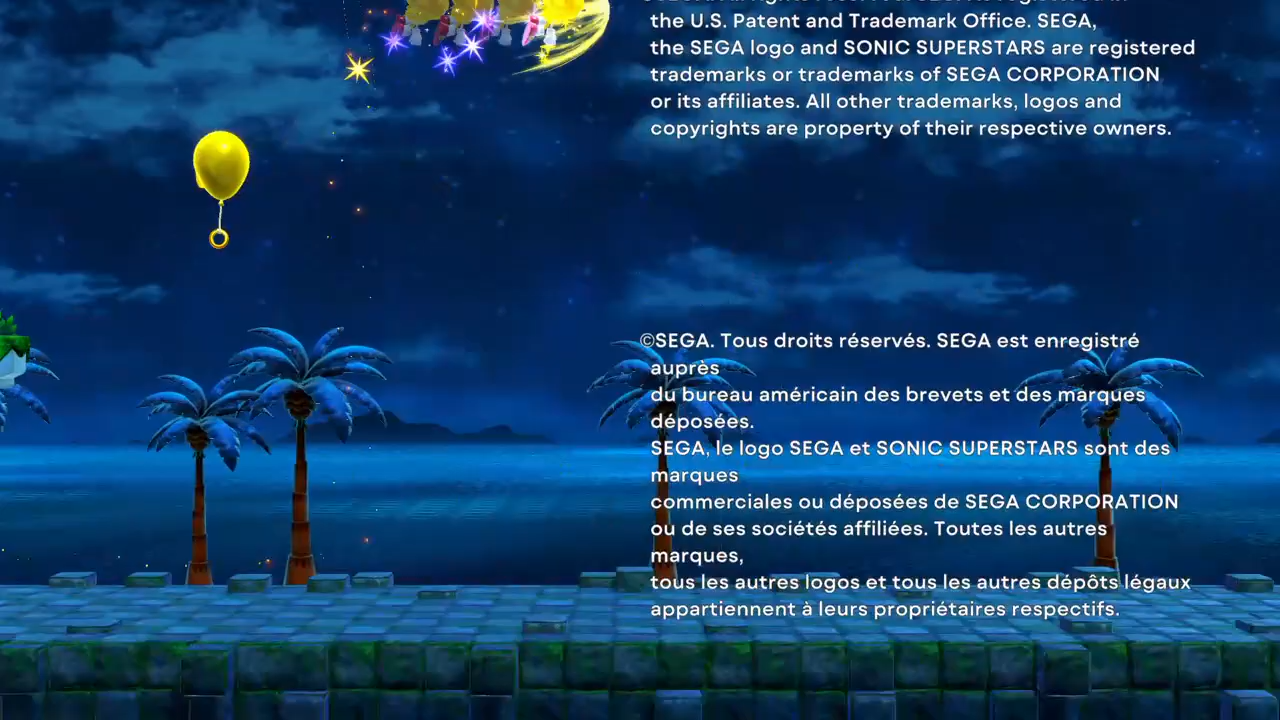 the U.S. Patent and Trademark Office. SEGA,
the SEGA logo and SONIC SUPERSTARS are registered
trademarks or trademarks of SEGA CORPORATION
or its affiliates. All other trademarks, logos and
copyrights are property of their respective owners.
©SEGA. Tous droits réservés. SEGA est enregistré
auprès
du bureau américain des brevets et des marques
déposées.
SEGA, le logo SEGA et SONIC SUPERSTARS sont des
marques
commerciales ou déposées de SEGA CORPORATION
ou de ses sociétés affiliées. Toutes les autres
marques,
tous les autres logos et tous les autres dépôts légaux
appartiennent à leurs propriétaires respectifs.